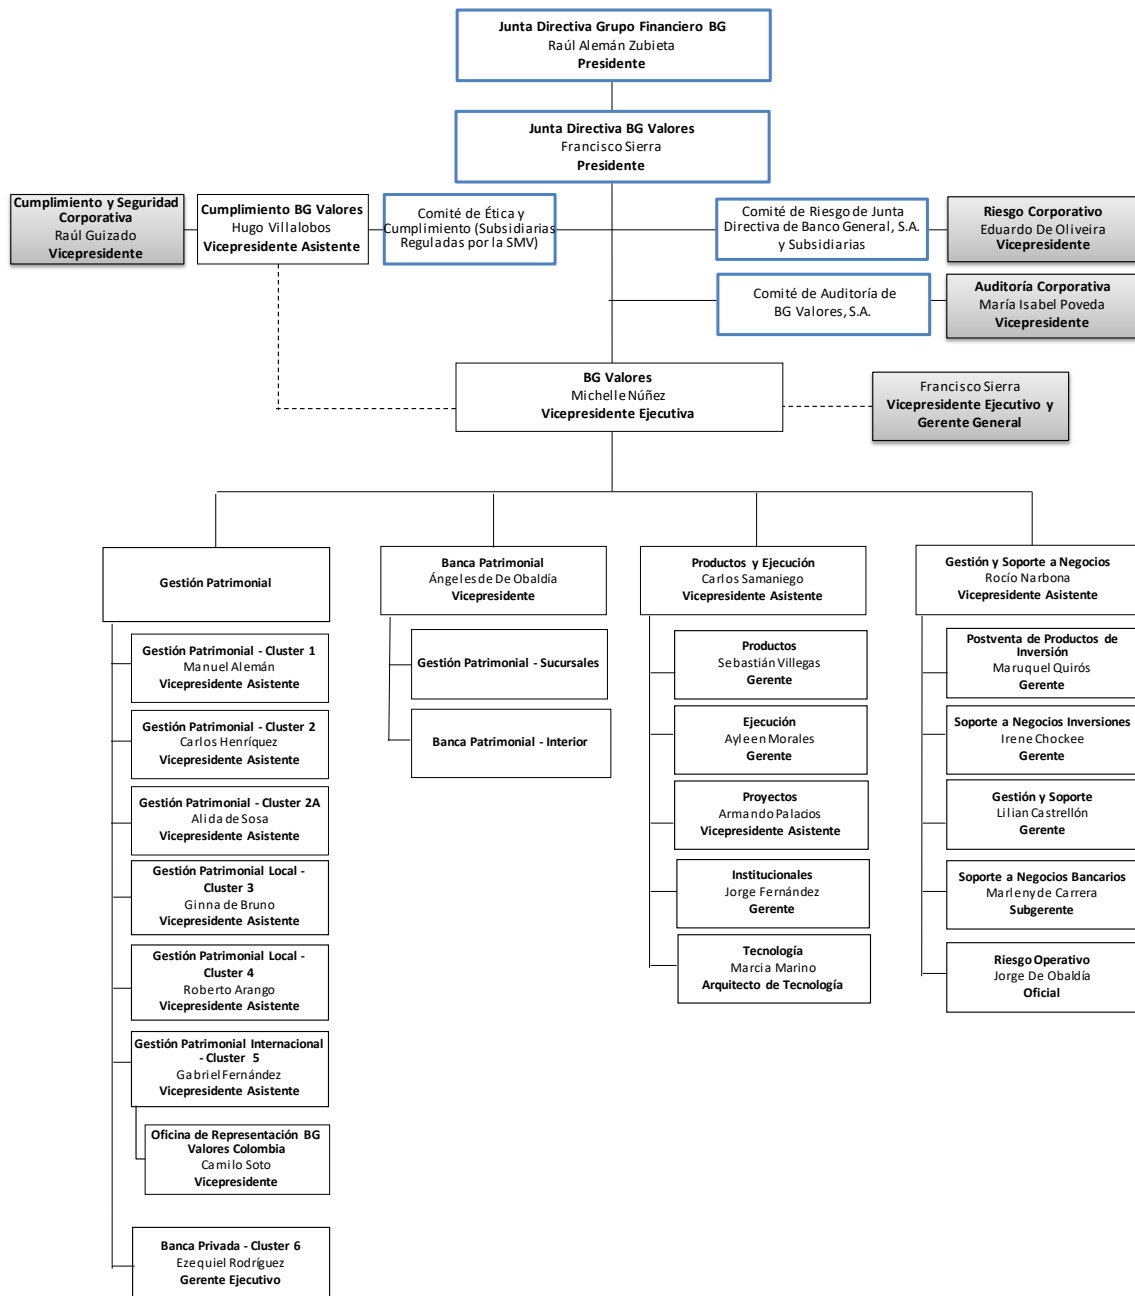 Junta Directiva Grupo Financiero BG
Raúl Alemán Zubieta
Presidente
Junta Directiva BG Valores
Francisco Sierra
Presidente
Cumplimiento y Seguridad
Corporativa
Raúl Guizado
Vicepresidente
Cumplimiento BG Valores
Hugo Villalobos
Vicepresidente Asistente
Comité de Ética y
Cumplimiento (Subsidiarias
Reguladas por la SMV)
Comité de Riesgo de Junta
Directiva de Banco General, S.A.
y Subsidiarias
Riesgo Corporativo
Eduardo De Oliveira
Vicepresidente
Comité de Auditoría de
BG Valores, S.A.
Auditoría Corporativa
María Isabel Poveda
Vicepresidente
BG Valores
Michelle Núñez
Vicepresidente Ejecutiva
Francisco Sierra
Vicepresidente Ejecutivo y
Gerente General
Gestión Patrimonial
Gestión Patrimonial - Cluster 1
Manuel Alemán
Vicepresidente Asistente
Gestión Patrimonial - Cluster 2
Carlos Henríquez
Vicepresidente Asistente
Gestión Patrimonial - Cluster 2A
Alida de Sosa
Vicepresidente Asistente
Gestión Patrimonial Local -
Cluster 3
Ginna de Bruno
Vicepresidente Asistente
Gestión Patrimonial Local -
Cluster 4
Roberto Arango
Vicepresidente Asistente
Gestión Patrimonial Internacional
- Cluster 5
Gabriel Fernández
Vicepresidente Asistente
Oficina de Representación BG
Valores Colombia
Camilo Soto
Vicepresidente
Banca Privada - Cluster 6
Ezequiel Rodríguez
Gerente Ejecutivo
Banca Patrimonial
Ángeles de De Obaldía
Vicepresidente
Gestión Patrimonial - Sucursales
Banca Patrimonial - Interior
Productos y Ejecución
Carlos Samaniego
Vicepresidente Asistente
Productos
Sebastián Villegas
Gerente
Ejecución
Ayleen Morales
Gerente
Proyectos
Armando Palacios
Vicepresidente Asistente
Institucionales
Jorge Fernández
Gerente
Tecnología
Marcia Marino
Arquitecto de Tecnología
Gestión y Soporte a Negocios
Rocío Narbona
Vicepresidente Asistente
Postventa de Productos de
Inversión
Maruquel Quirós
Gerente
Soporte a Negocios Inversiones
Irene Chockee
Gerente
Gestión y Soporte
Lilian Castrellón
Gerente
Soporte a Negocios Bancarios
Marleny de Carrera
Subgerente
Riesgo Operativo
Jorge De Obaldía
Oficial